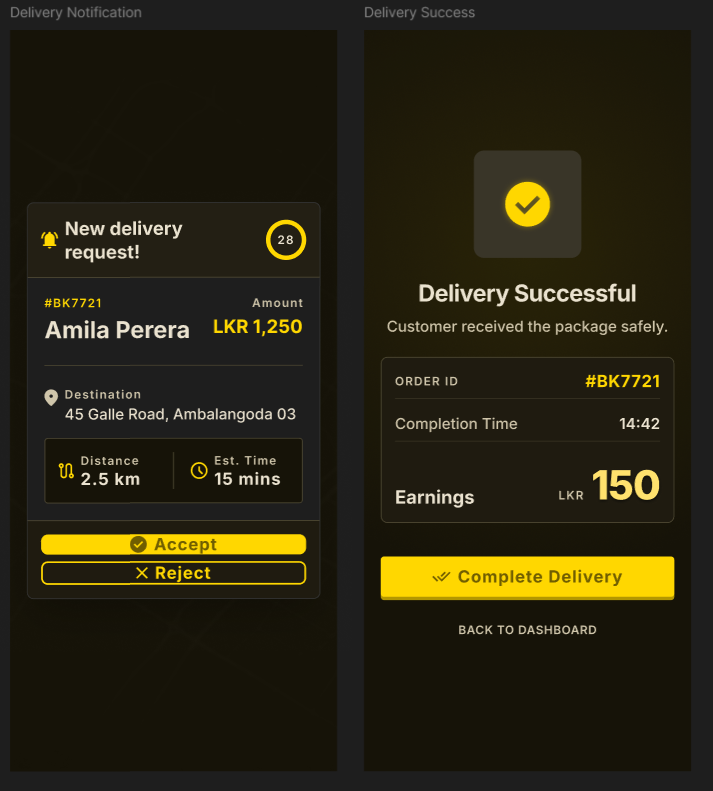 Delivery Notification
New delivery
request!
28
#BK7721
Amount
Amila Perera
LKR 1,250
Destination
45 Galle Road, Ambalangoda 03
Distance
2.5 km
Est. Time
15 mins
Accept
Reject
Delivery Success
Delivery Successful
Customer received the package safely.
ORDER ID
#BK7721
Completion Time
14:42
Earnings
LKR 150
Complete Delivery
BACK TO DASHBOARD